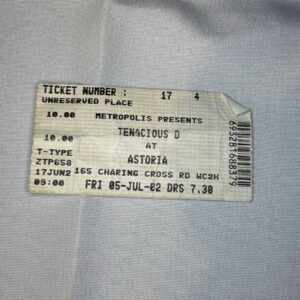 TICKET NUMBER : 17 4
UNRESERVED PLACE
10.00 METROPOLIS PRESENTS
TENACIOUS D
10.00 AT
T-TYPE ASTORIA
ZTP658 165 CHARING CROSS RD WC2H
17JUN2
09:00 FRI 05-JUL-02 DRS 7.30
693281688379